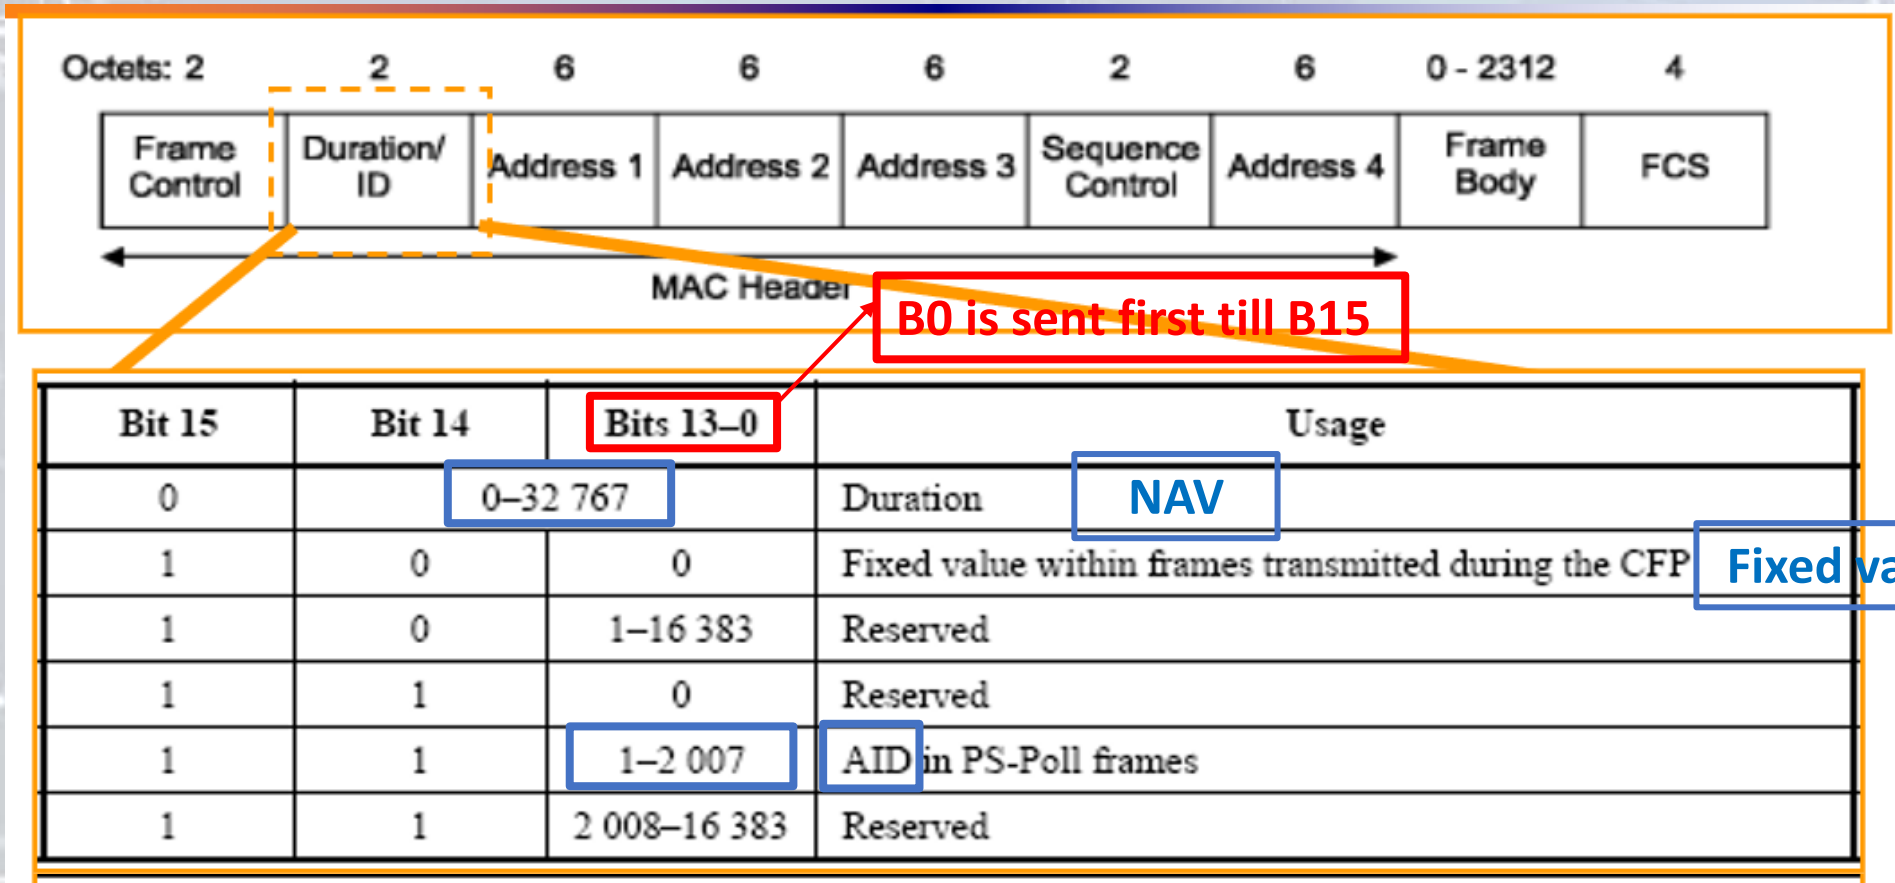 Octets: 2 2 6 6 6 2 6 0 - 2312 4
Frame Control Duration/ ID Address 1 Address 2 Address 3 Sequence Control Address 4 Frame Body FCS
MAC Header
B0 is sent first till B15
Bit 15 Bit 14 Bits 13–0 Usage
0 0–32 767 Duration NAV
1 0 0 Fixed value within frames transmitted during the CFP Fixed va
1 0 1–16 383 Reserved
1 1 0 Reserved
1 1 1–2 007 AID in PS-Poll frames
1 1 2 008–16 383 Reserved